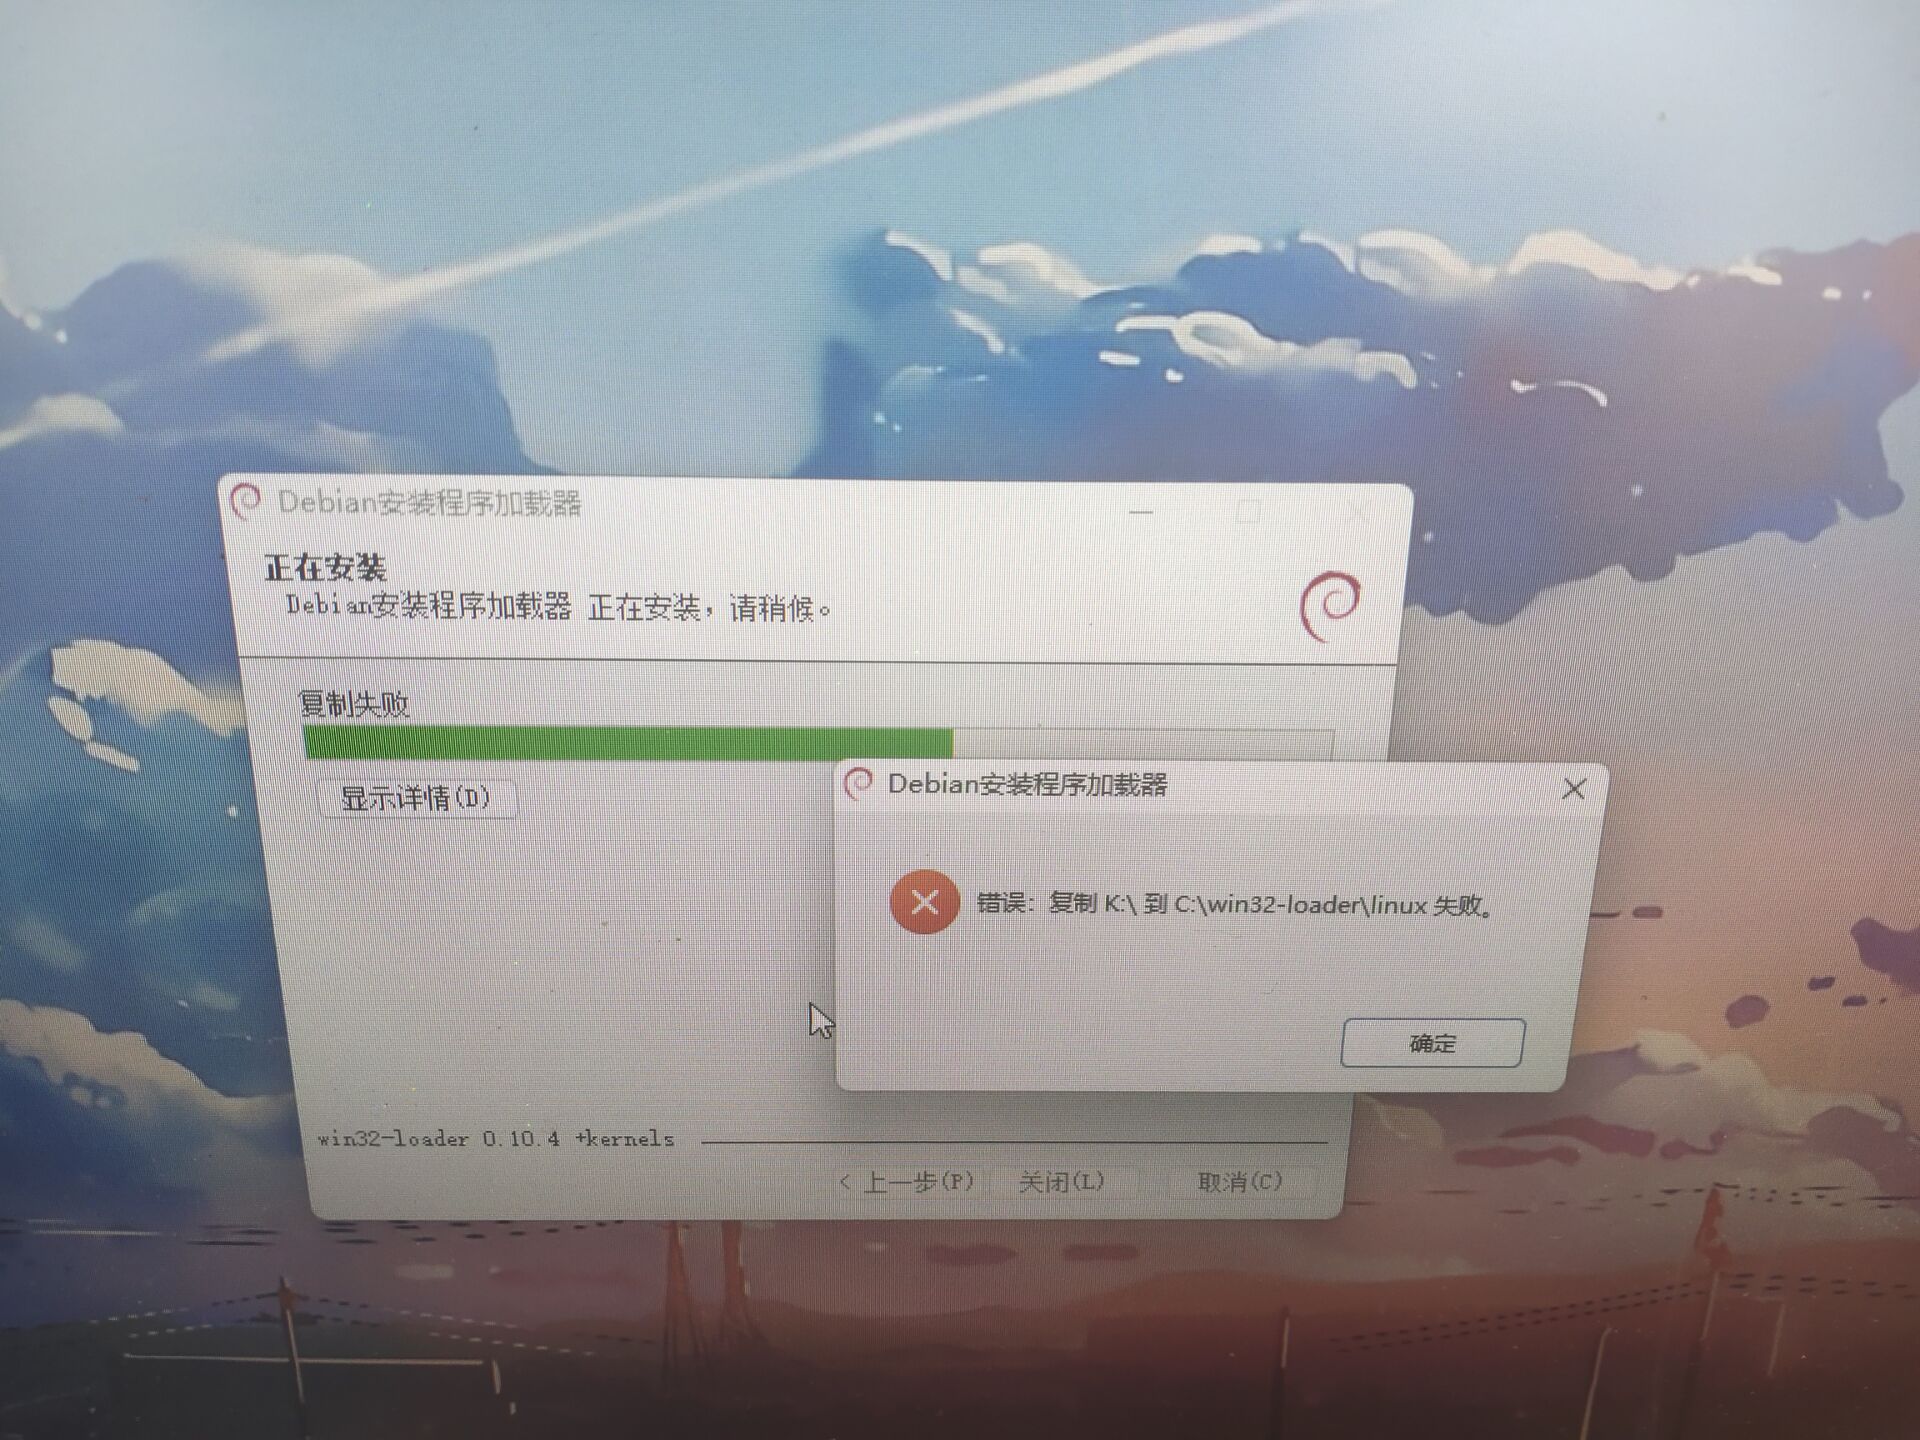 Debian安装程序加载器
正在安装
Debian安装程序加载器 正在安装，请稍候。
复制失败
显示详情(D)
Debian安装程序加载器
错误：复制 K:\ 到 C:\win32-loader\linux 失败。
确定
win32-loader 0.10.4 +kernels
< 上一步(P) 关闭(L) 取消(C)